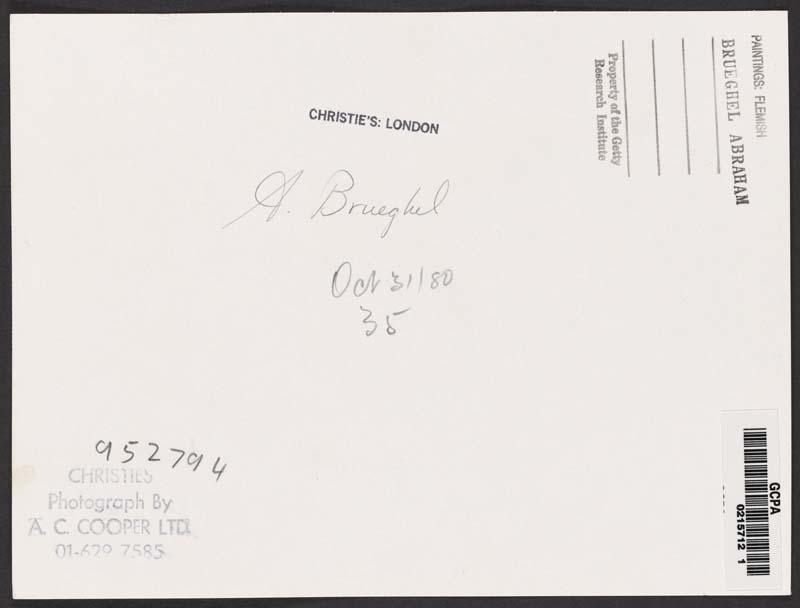 CHRISTIE'S: LONDON
A. Brueghel
Oct 31/80
35
952794
CHRISTIES
Photograph By
A. C. COOPER LTD.
01-629 7585
PAINTINGS: FLEMISH
BRUEGHEL ABRAHAM
Property of the Getty
Research Institute
GCPA
0215712 1